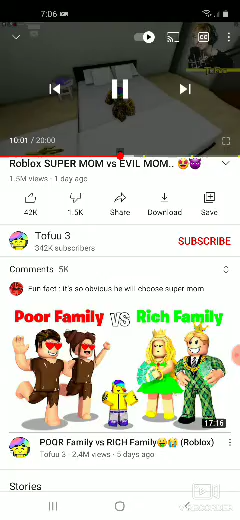 7:06
CC
10:01 / 20:00
Roblox SUPER MOM vs EVIL MOM.. 😍😈
1.5M views · 1 day ago
42K
1.5K
Share
Download
Save
Tofuu 3
342K subscribers
SUBSCRIBE
Comments 5K
Fun fact : it's so obvious he will choose super mom
Poor Family VS Rich Family
17:16
POOR Family vs RICH Family🤑😭 (Roblox)
Tofuu 3 · 2.4M views · 5 days ago
Stories